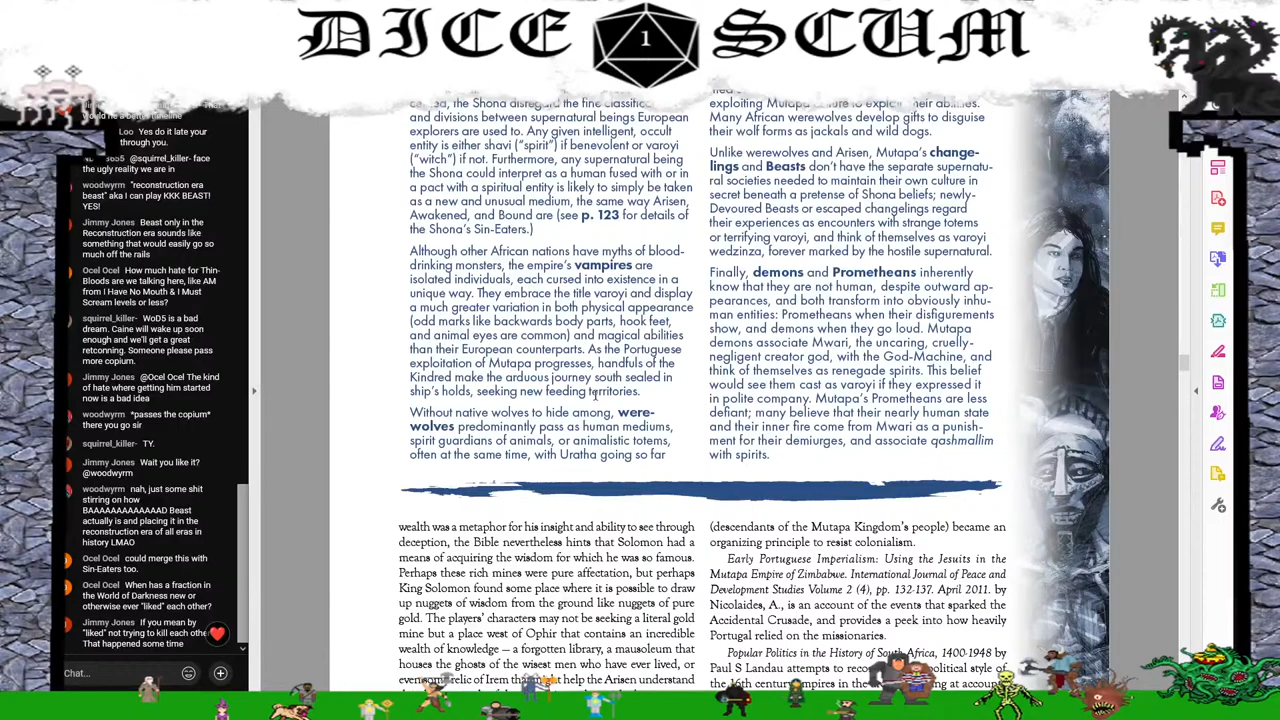 DICE SCUM
1
would be a better timeline
Loo Yes do it late your
through you.
@squirrel_killer- face
the ugly reality we are in
woodwyrm "reconstruction era
beast" aka I can play KKK BEAST!
YES!
Jimmy Jones Beast only in the
Reconstruction era sounds like
something that would easily go so
much off the rails
Ocel Ocel How much hate for Thin-
Bloods are we talking here, like AM
from I Have No Mouth & I Must
Scream levels or less?
squirrel_killer- WoD5 is a bad
dream. Caine will wake up soon
enough and we'll get a great
retconning. Someone please pass
more copium.
Jimmy Jones @Ocel Ocel The kind
of hate where getting him started
now is a bad idea
woodwyrm *passes the copium*
there you go sir
squirrel_killer- TY.
Jimmy Jones Wait you like it?
@woodwyrm
woodwyrm nah, just some shit
stirring on how
BAAAAAAAAAAAAD Beast
actually is and placing it in the
reconstruction era of all eras in
history LMAO
Ocel Ocel could merge this with
Sin-Eaters too.
Ocel Ocel When has a fraction in
the World of Darkness new or
otherwise ever "liked" each other?
Jimmy Jones If you mean by
"liked" not trying to kill each othe
That happened some time
Chat...
the Shona disregard the fine classific
and divisions between supernatural beings European
explorers are used to. Any given intelligent, occult
entity is either shavi ("spirit") if benevolent or varoyi
("witch") if not. Furthermore, any supernatural being
the Shona could interpret as a human fused with or in
a pact with a spiritual entity is likely to simply be taken
as a new and unusual medium, the same way Arisen,
Awakened, and Bound are (see p. 123 for details of
the Shona's Sin-Eaters.)
Although other African nations have myths of blood-
drinking monsters, the empire's vampires are
isolated individuals, each cursed into existence in a
unique way. They embrace the title varoyi and display
a much greater variation in both physical appearance
(odd marks like backwards body parts, hook feet,
and animal eyes are common) and magical abilities
than their European counterparts. As the Portuguese
exploitation of Mutapa progresses, handfuls of the
Kindred make the arduous journey south sealed in
ship's holds, seeking new feeding territories.
Without native wolves to hide among, were-
wolves predominantly pass as human mediums,
spirit guardians of animals, or animalistic totems,
often at the same time, with Uratha going so far
exploiting Mutapa culture to explain their abilities.
Many African werewolves develop gifts to disguise
their wolf forms as jackals and wild dogs.
Unlike werewolves and Arisen, Mutapa's change-
lings and Beasts don't have the separate supernatu-
ral societies needed to maintain their own culture in
secret beneath a pretense of Shona beliefs; newly-
Devoured Beasts or escaped changelings regard
their experiences as encounters with strange totems
or terrifying varoyi, and think of themselves as varoyi
wedzinza, forever marked by the hostile supernatural.
Finally, demons and Prometheans inherently
know that they are not human, despite outward ap-
pearances, and both transform into obviously inhu-
man entities: Prometheans when their disfigurements
show, and demons when they go loud. Mutapa
demons associate Mwari, the uncaring, cruelly-
negligent creator god, with the God-Machine, and
think of themselves as renegade spirits. This belief
would see them cast as varoyi if they expressed it
in polite company. Mutapa's Prometheans are less
defiant; many believe that their nearly human state
and their inner fire come from Mwari as a punish-
ment for their demiurges, and associate qashmallim
with spirits.
wealth was a metaphor for his insight and ability to see through
deception, the Bible nevertheless hints that Solomon had a
means of acquiring the wisdom for which he was so famous.
Perhaps these rich mines were pure affectation, but perhaps
King Solomon found some place where it is possible to draw
up nuggets of wisdom from the ground like nuggets of pure
gold. The players' characters may not be seeking a literal gold
mine but a place west of Ophir that contains an incredible
wealth of knowledge — a forgotten library, a mausoleum that
houses the ghosts of the wisest men who have ever lived, or
even some relic of Irem that might help the Arisen understand
(descendants of the Mutapa Kingdom's people) became an
organizing principle to resist colonialism.
Early Portuguese Imperialism: Using the Jesuits in the
Mutapa Empire of Zimbabwe. International Journal of Peace and
Development Studies Volume 2 (4), pp. 132-137. April 2011. by
Nicolaides, A., is an account of the events that sparked the
Accidental Crusade, and provides a peek into how heavily
Portugal relied on the missionaries.
Popular Politics in the History of South Africa, 1400-1948 by
Paul S Landau attempts to political style of
the 16th century empires in the at accoun